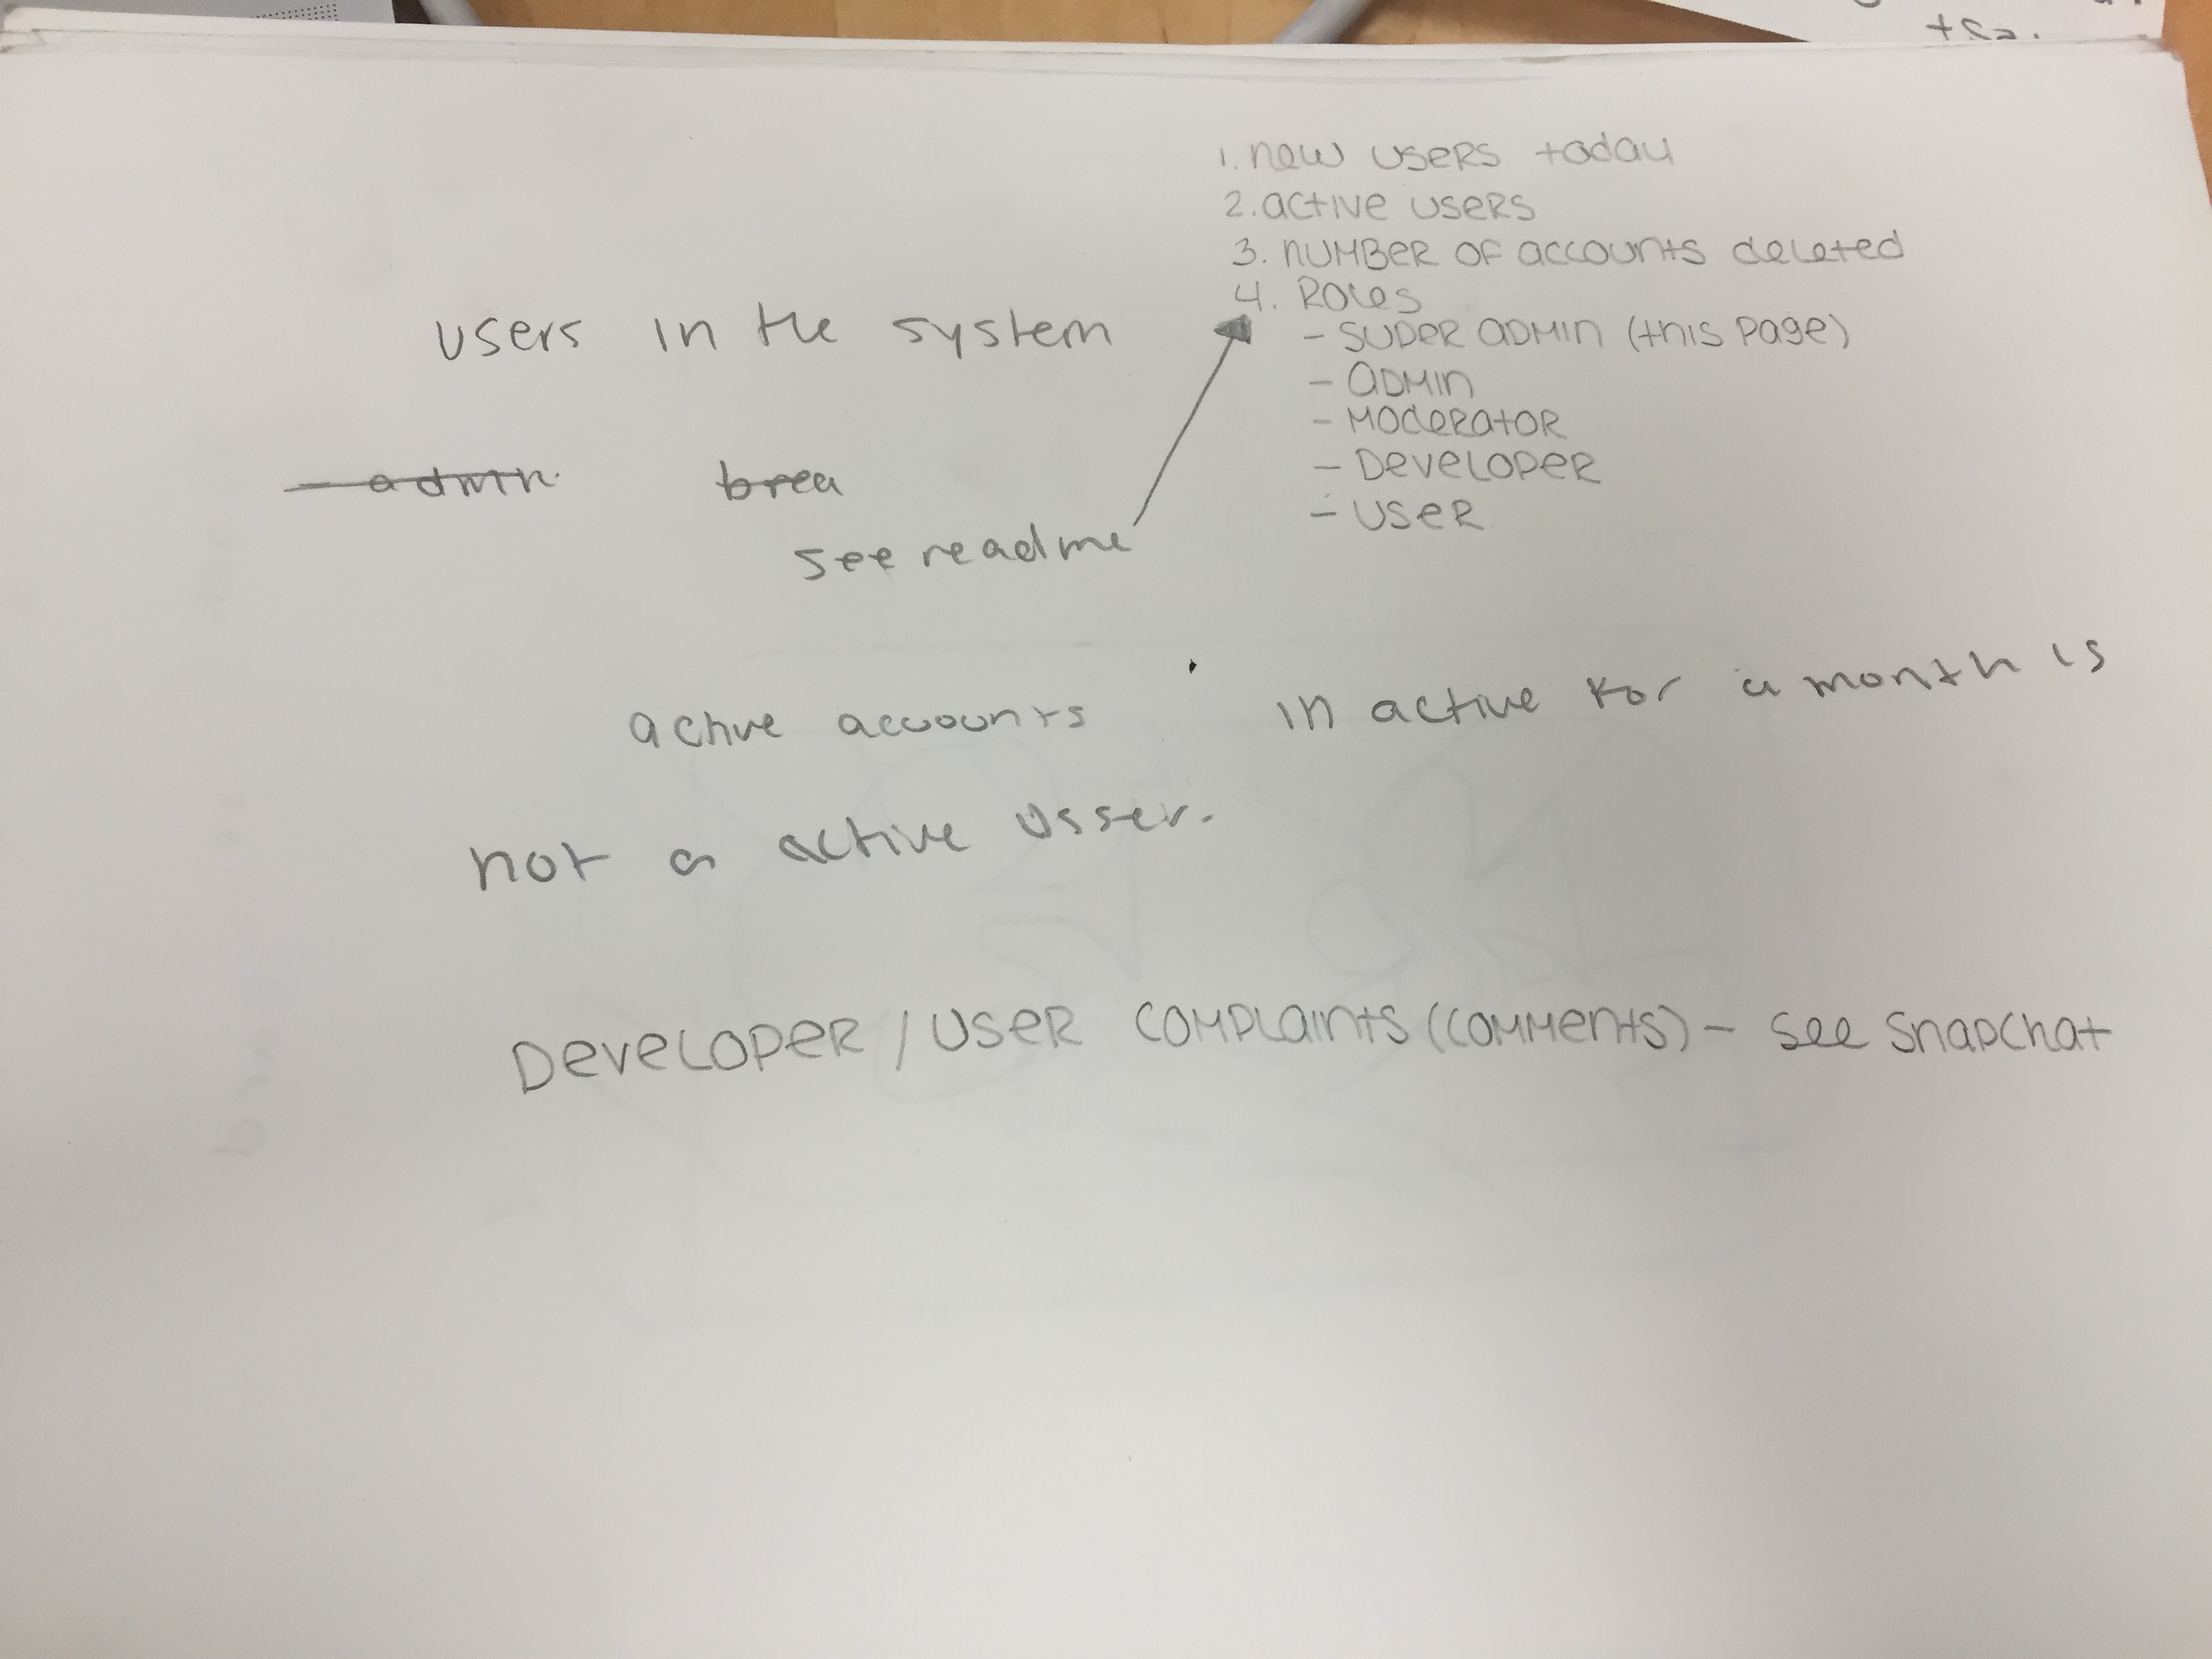 1. new users today
2. active users
3. number of accounts deleted
4. Roles
- super admin (this page)
- admin
- moderator
- Developer
- user
users in the system
admin
brea
see readme
active accounts in active for a month is
not a active usser.
Developer/user complaints (comments) - see snapchat